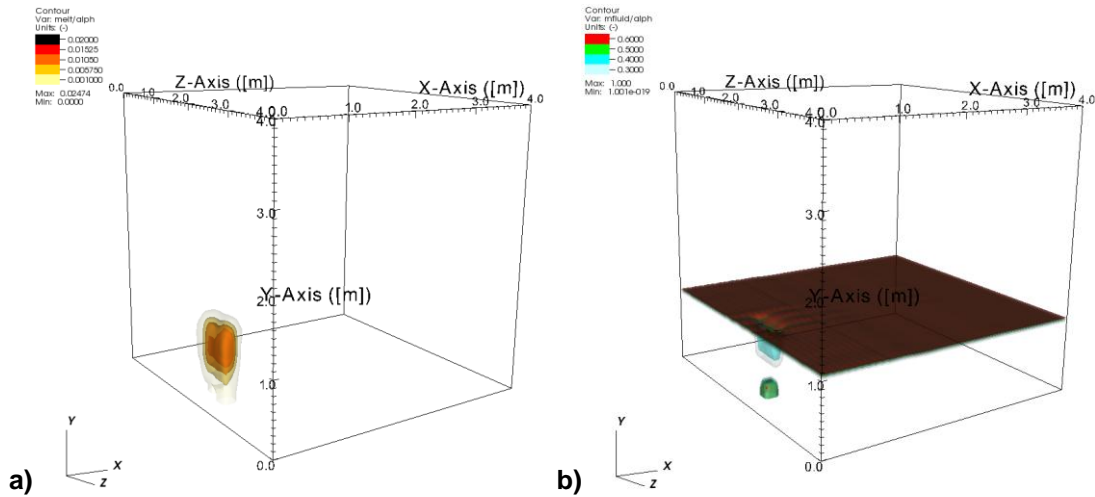 Contour
Var: melt/alph
Units: (-)
0.02000
0.01525
0.01050
0.005750
0.001000
Max: 0.02474
Min: 0.0000
Z-Axis ([m])
X-Axis ([m])
0.0
1.0
2.0
3.0
4.0
0.0
1.0
2.0
3.0
4.0
4.0
3.0
Y-Axis ([m])
2.0
1.0
0.0
Y
X
Z
a)
Contour
Var: mfluid/alph
Units: (-)
0.6000
0.5000
0.4000
0.3000
Max: 1.000
Min: 1.001e-019
Z-Axis ([m])
X-Axis ([m])
0.0
1.0
2.0
3.0
4.0
0.0
1.0
2.0
3.0
4.0
4.0
3.0
Y-Axis ([m])
2.0
1.0
0.0
Y
X
Z
b)